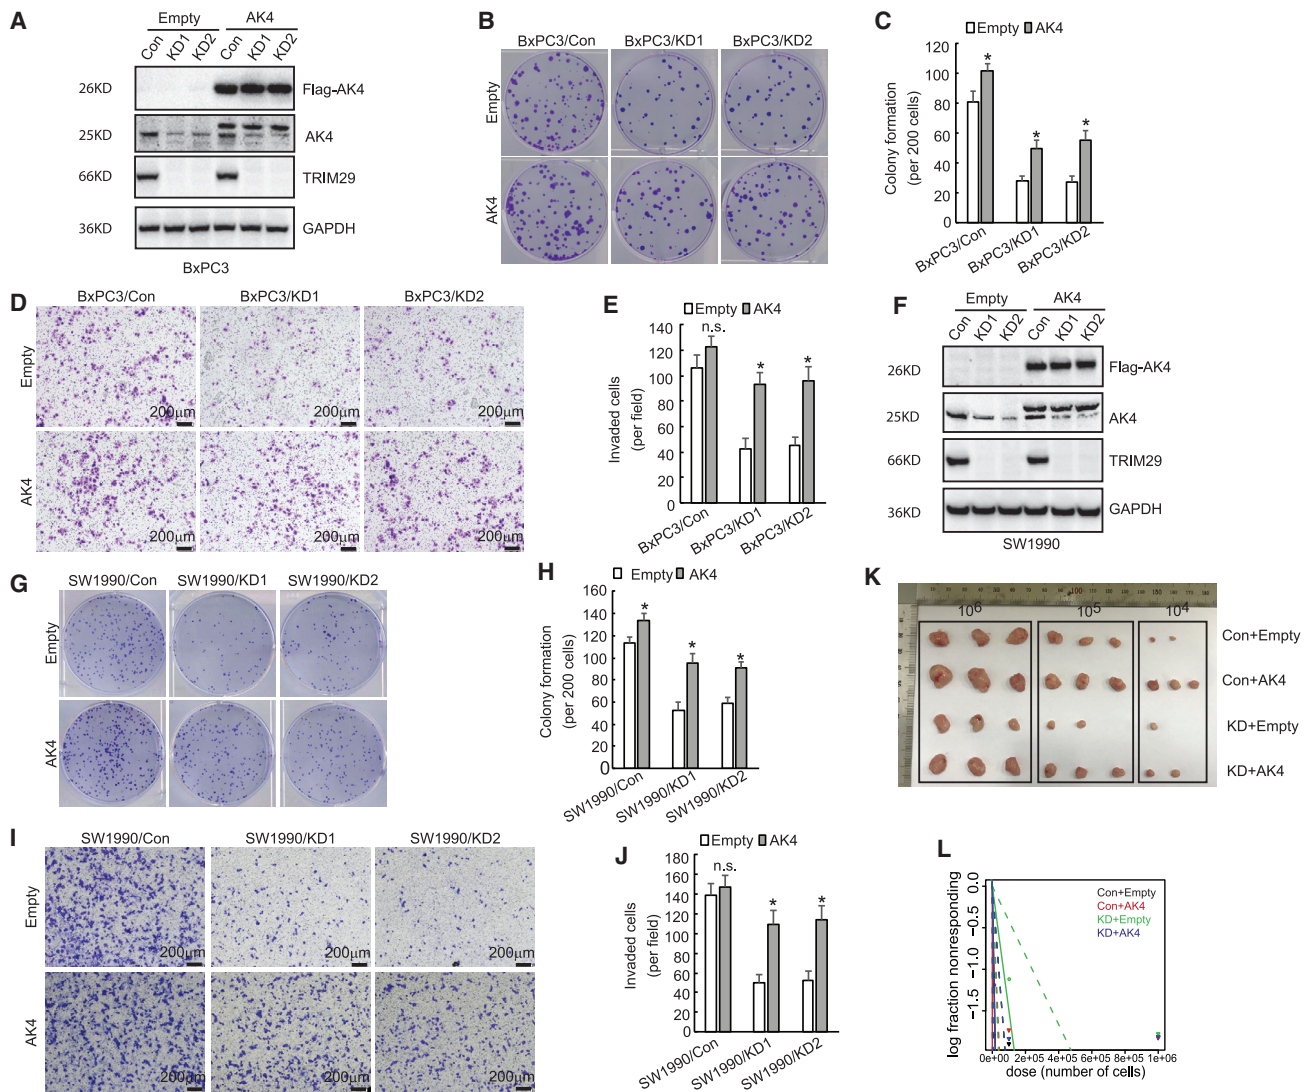 A
Empty AK4
Con KD1 KD2 Con KD1 KD2
26KD Flag-AK4
25KD AK4
66KD TRIM29
36KD GAPDH
BxPC3
B
BxPC3/Con BxPC3/KD1 BxPC3/KD2
Empty
AK4
C
Empty AK4
Colony formation
(per 200 cells)
120
100
80
60
40
20
0
* * *
BxPC3/Con BxPC3/KD1 BxPC3/KD2
D
BxPC3/Con BxPC3/KD1 BxPC3/KD2
Empty
200μm 200μm 200μm
AK4
200μm 200μm 200μm
E
Empty AK4
Invaded cells
(per field)
140
120
100
80
60
40
20
0
n.s. * *
BxPC3/Con BxPC3/KD1 BxPC3/KD2
F
Empty AK4
Con KD1 KD2 Con KD1 KD2
26KD Flag-AK4
25KD AK4
66KD TRIM29
36KD GAPDH
SW1990
G
SW1990/Con SW1990/KD1 SW1990/KD2
Empty
AK4
H
Empty AK4
Colony formation
(per 200 cells)
160
140
120
100
80
60
40
20
0
* * *
SW1990/Con SW1990/KD1 SW1990/KD2
I
SW1990/Con SW1990/KD1 SW1990/KD2
Empty
200μm 200μm 200μm
AK4
200μm 200μm 200μm
J
Empty AK4
Invaded cells
(per field)
180
160
140
120
100
80
60
40
20
0
n.s. * *
SW1990/Con SW1990/KD1 SW1990/KD2
K
10⁶ 10⁵ 10⁴
Con+Empty
Con+AK4
KD+Empty
KD+AK4
L
log fraction nonresponding
0.0
−0.5
−1.0
−1.5
Con+Empty
Con+AK4
KD+Empty
KD+AK4
0e+00 2e+05 4e+05 6e+05 8e+05 1e+06
dose (number of cells)